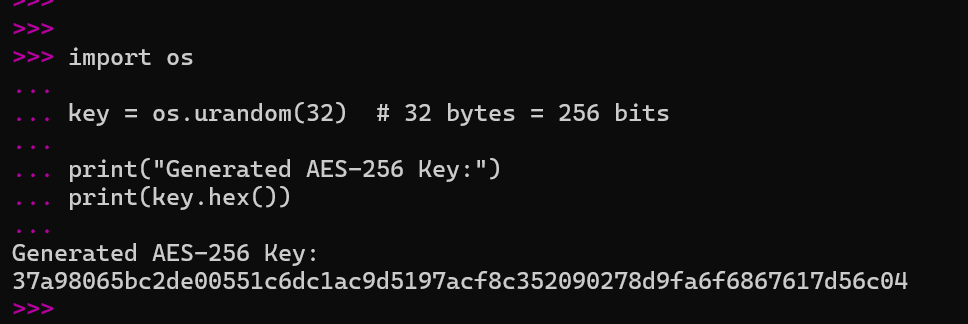 >>>
>>>
>>> import os
...
... key = os.urandom(32)  # 32 bytes = 256 bits
...
... print("Generated AES-256 Key:")
... print(key.hex())
...
Generated AES-256 Key:
37a98065bc2de00551c6dc1ac9d5197acf8c352090278d9fa6f6867617d56c04
>>>